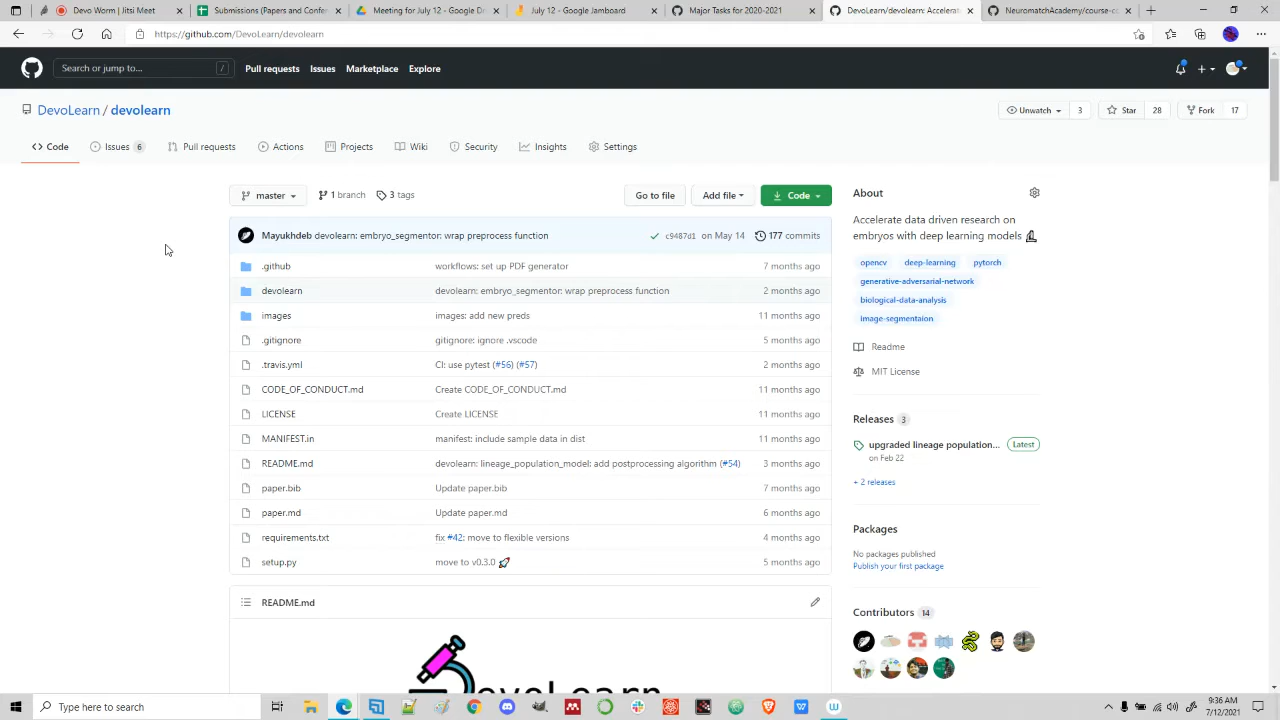 Devo Worm | Jitsi Meet
Submissions (Papers and Confe
Meeting for July 12 - Google Dri
July 12 - Google Jamboard
Major Tasks for 2020-2021
DevoLearn/devolearn: Accelerat
NeuromatchAcademy/course-co
https://github.com/DevoLearn/devolearn
Search or jump to...
/
Pull requests
Issues
Marketplace
Explore
DevoLearn / devolearn
Unwatch
3
Star
28
Fork
17
Code
Issues 6
Pull requests
Actions
Projects
Wiki
Security
Insights
Settings
master
1 branch
3 tags
Go to file
Add file
Code
Mayukhdeb devolearn: embryo_segmentor: wrap preprocess function
c9487d1 on May 14
177 commits
.github
workflows: set up PDF generator
7 months ago
devolearn
devolearn: embryo_segmentor: wrap preprocess function
2 months ago
images
images: add new preds
11 months ago
.gitignore
gitignore: ignore .vscode
5 months ago
.travis.yml
CI: use pytest (#56) (#57)
2 months ago
CODE_OF_CONDUCT.md
Create CODE_OF_CONDUCT.md
11 months ago
LICENSE
Create LICENSE
11 months ago
MANIFEST.in
manifest: include sample data in dist
11 months ago
README.md
devolearn: lineage_population_model: add postprocessing algorithm (#54)
3 months ago
paper.bib
Update paper.bib
7 months ago
paper.md
Update paper.md
6 months ago
requirements.txt
fix #42: move to flexible versions
4 months ago
setup.py
move to v0.3.0
5 months ago
README.md
evoLearn
About
Accelerate data driven research on
embryos with deep learning models
opencv
deep-learning
pytorch
generative-adversarial-network
biological-data-analysis
image-segmentaion
Readme
MIT License
Releases 3
upgraded lineage population...
Latest
on Feb 22
+ 2 releases
Packages
No packages published
Publish your first package
Contributors 14
Type here to search
9:36 AM
7/12/2021